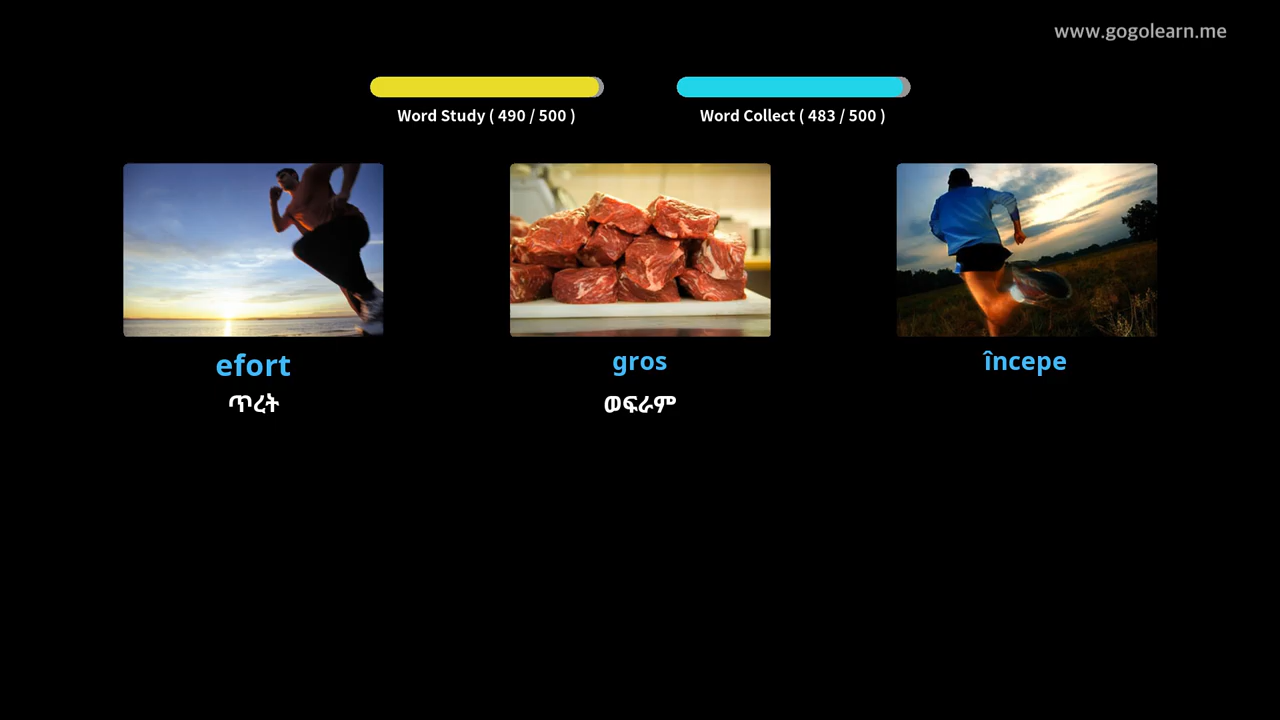 www.gogolearn.me
Word Study ( 490 / 500 )
Word Collect ( 483 / 500 )
efort
ጥረት
gros
ወፍራም
începe